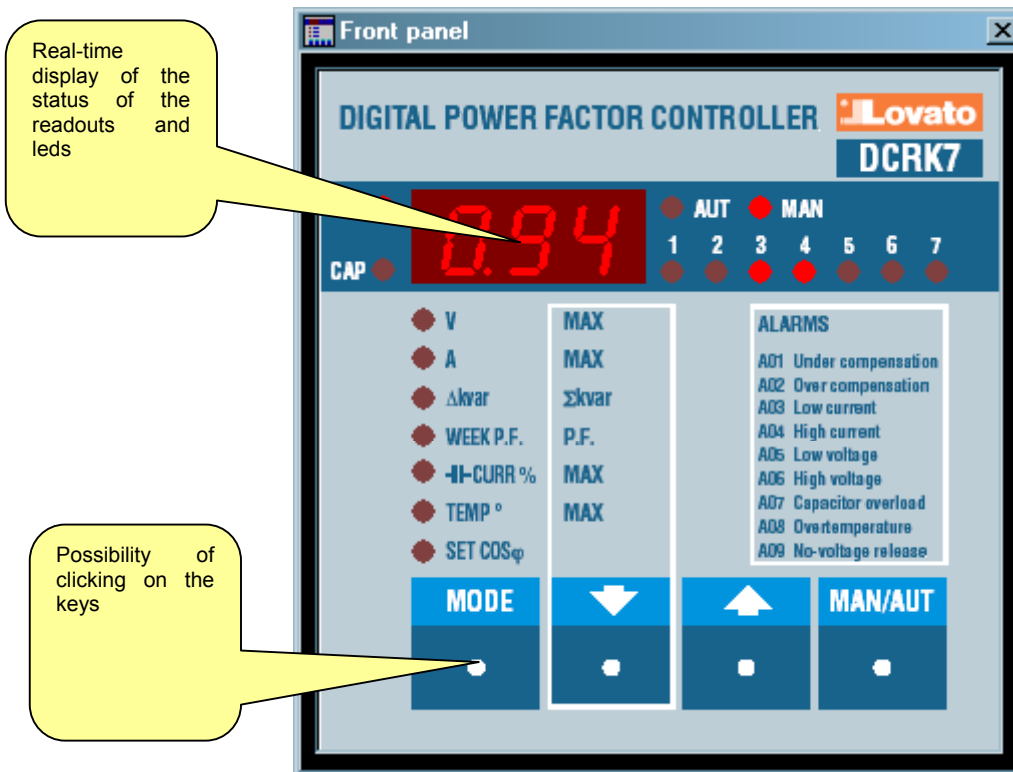 Front panel
Real-time
display of the
status of the
readouts and
leds
DIGITAL POWER FACTOR CONTROLLER
Lovato
DCRK7
0.94
AUT MAN
1 2 3 4 5 6 7
CAP
V MAX
A MAX
Δkvar Σkvar
WEEK P.F. P.F.
CURR % MAX
TEMP ° MAX
SET COSφ
ALARMS
A01 Under compensation
A02 Over compensation
A03 Low current
A04 High current
A05 Low voltage
A06 High voltage
A07 Capacitor overload
A08 Overtemperature
A09 No-voltage release
Possibility of
clicking on the
keys
MODE MAN/AUT